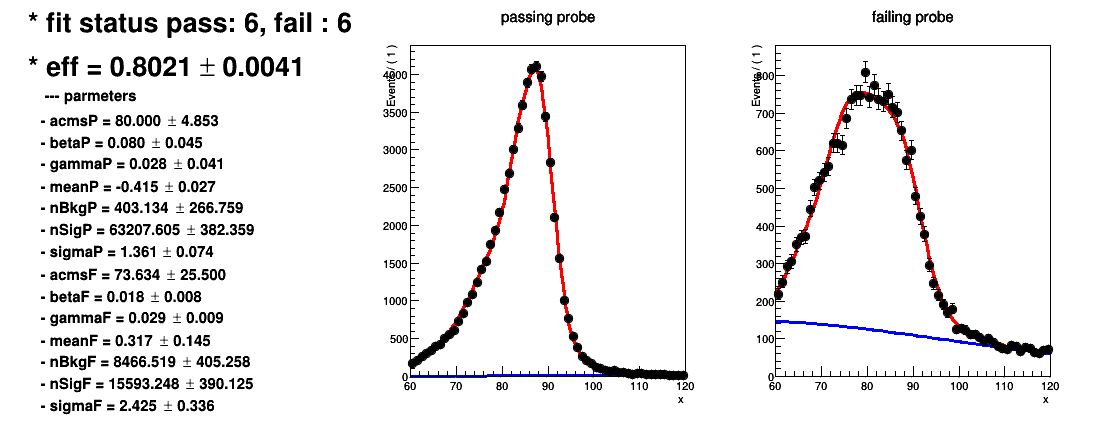 * fit status pass: 6, fail : 6
* eff = 0.8021 ± 0.0041
--- parmeters
- acmsP = 80.000 ± 4.853
- betaP = 0.080 ± 0.045
- gammaP = 0.028 ± 0.041
- meanP = -0.415 ± 0.027
- nBkgP = 403.134 ± 266.759
- nSigP = 63207.605 ± 382.359
- sigmaP = 1.361 ± 0.074
- acmsF = 73.634 ± 25.500
- betaF = 0.018 ± 0.008
- gammaF = 0.029 ± 0.009
- meanF = 0.317 ± 0.145
- nBkgF = 8466.519 ± 405.258
- nSigF = 15593.248 ± 390.125
- sigmaF = 2.425 ± 0.336
passing probe
Events / ( 1 )
4000
3500
3000
2500
2000
1500
1000
500
0
60 70 80 90 100 110 120
x
failing probe
Events / ( 1 )
800
700
600
500
400
300
200
100
0
60 70 80 90 100 110 120
x